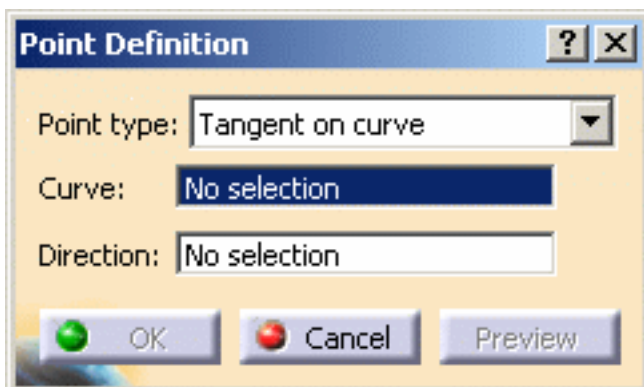 Point Definition ? X
Point type: Tangent on curve
Curve: No selection
Direction: No selection
OK Cancel Preview